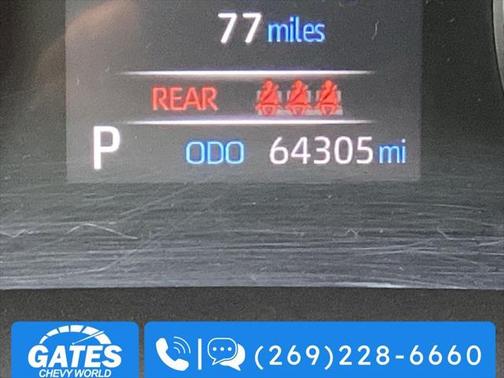 77 miles
REAR
P ODO 64305 mi
GATES
CHEVY WORLD
(269)228-6660